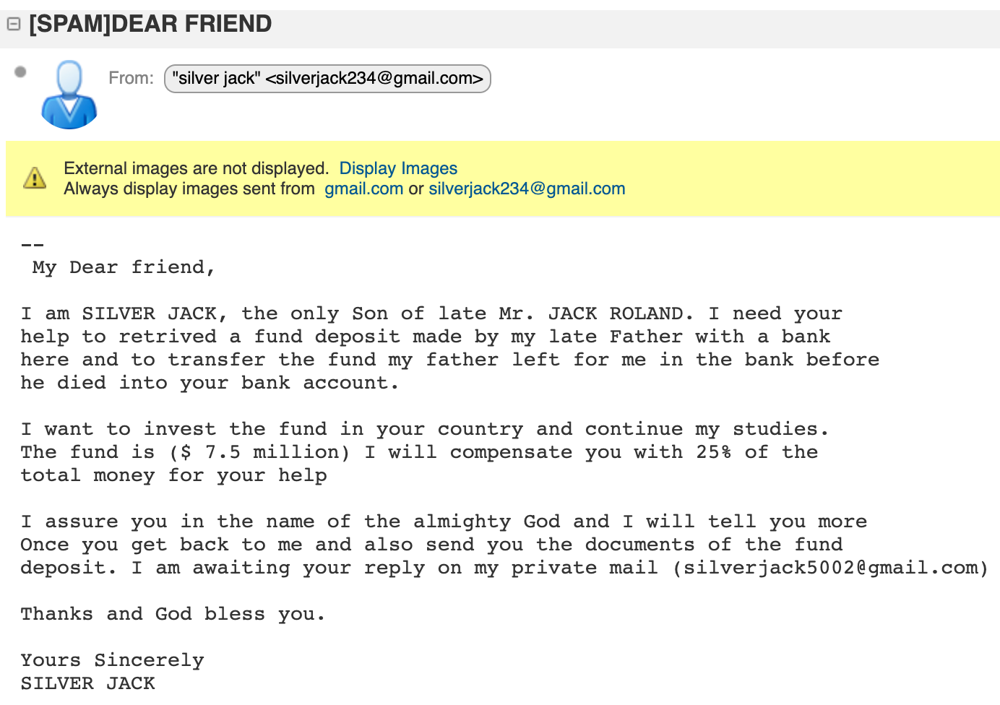 [SPAM]DEAR FRIEND
From: "silver jack" <silverjack234@gmail.com>
External images are not displayed. Display Images
Always display images sent from gmail.com or silverjack234@gmail.com
--
My Dear friend,
I am SILVER JACK, the only Son of late Mr. JACK ROLAND. I need your
help to retrived a fund deposit made by my late Father with a bank
here and to transfer the fund my father left for me in the bank before
he died into your bank account.
I want to invest the fund in your country and continue my studies.
The fund is ($ 7.5 million) I will compensate you with 25% of the
total money for your help
I assure you in the name of the almighty God and I will tell you more
Once you get back to me and also send you the documents of the fund
deposit. I am awaiting your reply on my private mail (silverjack5002@gmail.com)
Thanks and God bless you.
Yours Sincerely
SILVER JACK